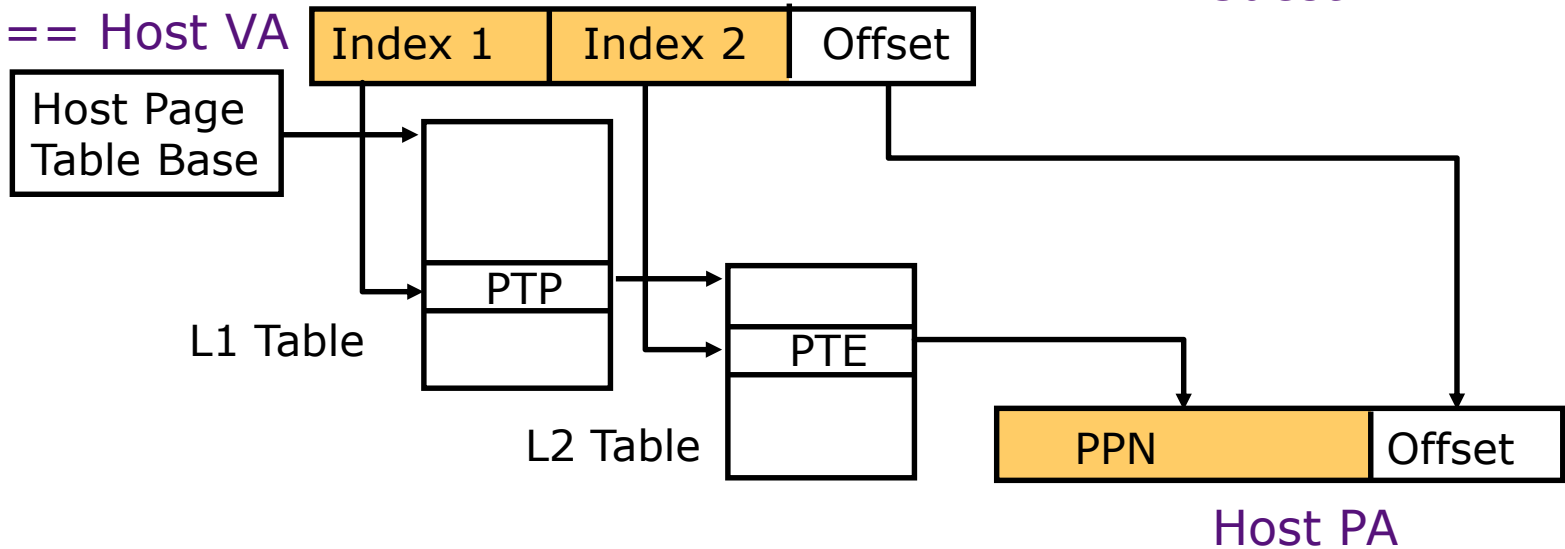 == Host VA
Index 1
Index 2
Offset
Host Page
Table Base
PTP
L1 Table
PTE
L2 Table
PPN
Offset
Host PA